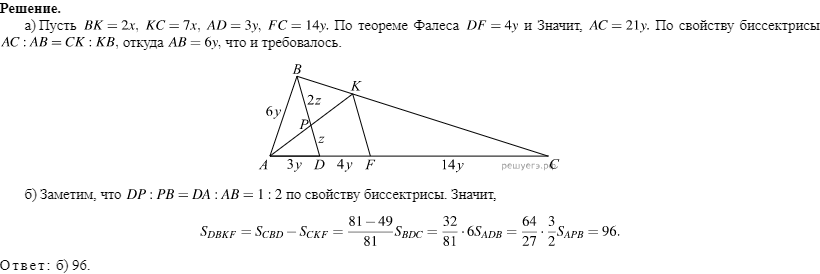 Решение.
а) Пусть BK = 2x, KC = 7x, AD = 3y, FC = 14y. По теореме Фалеса DF = 4y и Значит, AC = 21y. По свойству биссектрисы
AC : AB = CK : KB, откуда AB = 6y, что и требовалось.
B
K
6y
2z
P
z
A 3y D 4y F 14y решуегэ.рф C
б) Заметим, что DP : PB = DA : AB = 1 : 2 по свойству биссектрисы. Значит,
S_{DBKF} = S_{CBD} − S_{CKF} = \frac{81 − 49}{81} S_{BDC} = \frac{32}{81} · 6S_{ADB} = \frac{64}{27} · \frac{3}{2} S_{APB} = 96.
Ответ: б) 96.